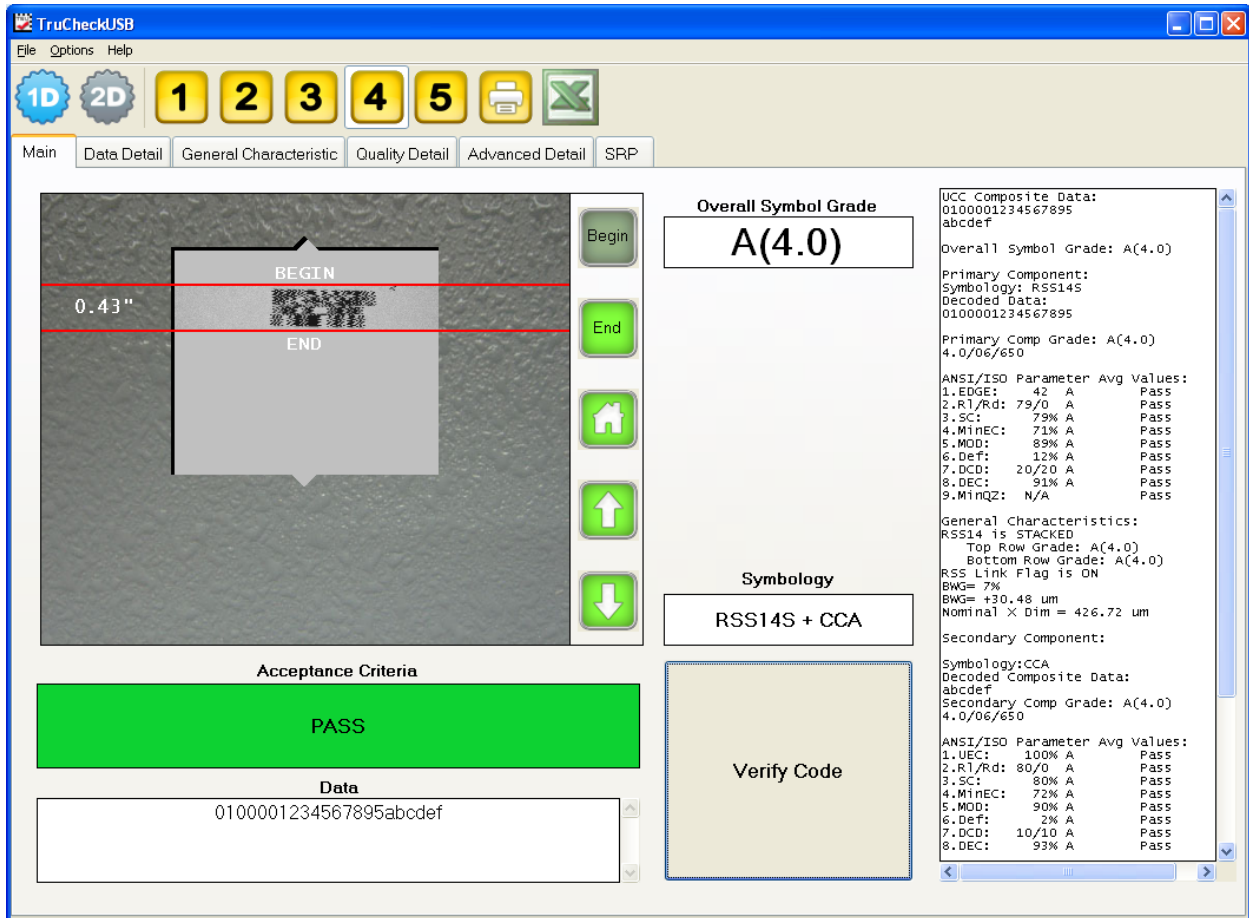 TruCheckUSB
File Options Help
1D 2D 1 2 3 4 5
Main Data Detail General Characteristic Quality Detail Advanced Detail SRP
BEGIN
0.43"
END
Begin
End
Overall Symbol Grade
A(4.0)
Symbology
RSS14S + CCA
Acceptance Criteria
PASS
Data
0100001234567895abcdef
Verify Code
UCC Composite Data:
0100001234567895
abcdef
Overall Symbol Grade: A(4.0)
Primary Component:
Symbology: RSS14S
Decoded Data:
0100001234567895
Primary Comp Grade: A(4.0)
4.0/06/650
ANSI/ISO Parameter Avg Values:
1.EDGE: 42 A Pass
2.Rl/Rd: 79/0 A Pass
3.SC: 79% A Pass
4.MinEC: 71% A Pass
5.MOD: 89% A Pass
6.Def: 12% A Pass
7.DCD: 20/20 A Pass
8.DEC: 91% A Pass
9.MinQZ: N/A Pass
General Characteristics:
RSS14 is STACKED
Top Row Grade: A(4.0)
Bottom Row Grade: A(4.0)
RSS Link Flag is ON
BWG= 7%
BWG= +30.48 um
Nominal X Dim = 426.72 um
Secondary Component:
Symbology:CCA
Decoded Composite Data:
abcdef
Secondary Comp Grade: A(4.0)
4.0/06/650
ANSI/ISO Parameter Avg Values:
1.UEC: 100% A Pass
2.Rl/Rd: 80/0 A Pass
3.SC: 80% A Pass
4.MinEC: 72% A Pass
5.MOD: 90% A Pass
6.Def: 2% A Pass
7.DCD: 10/10 A Pass
8.DEC: 93% A Pass